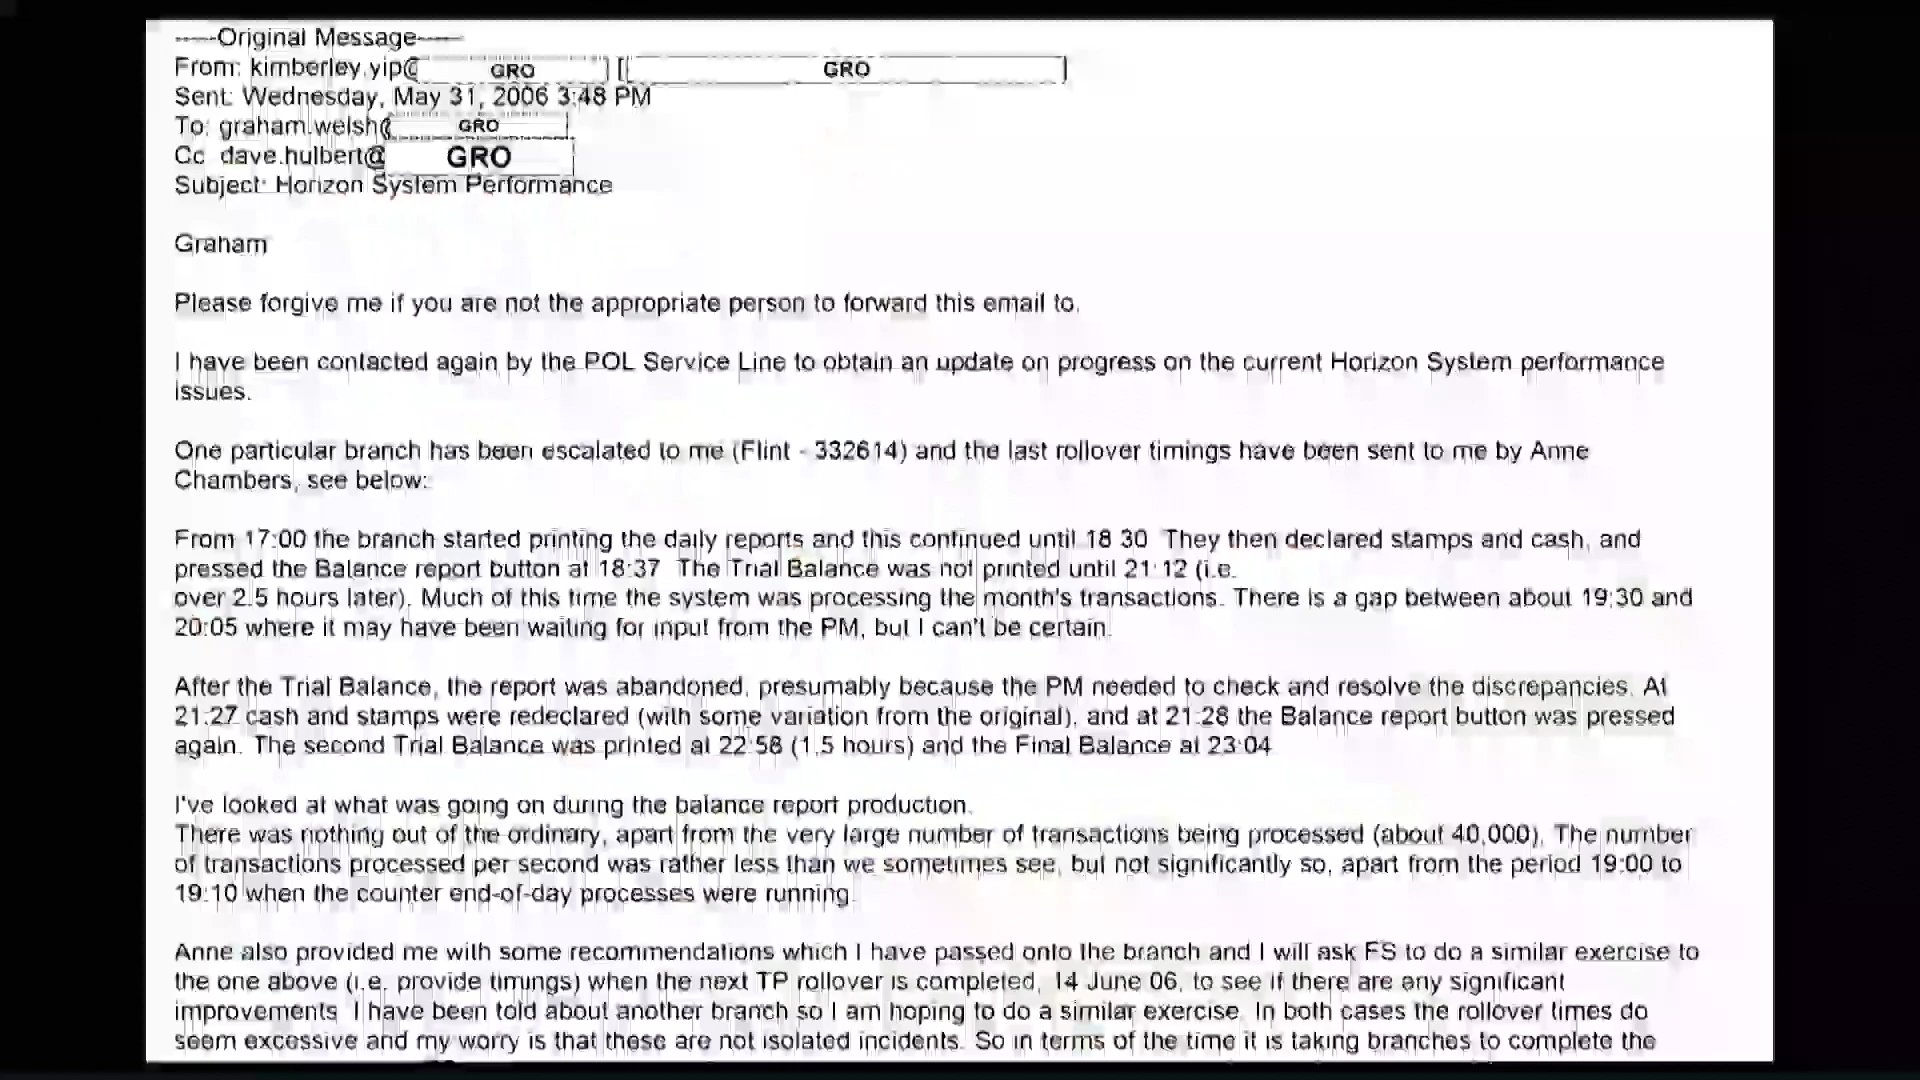 -----Original Message-----
From: kimberley.yip@ GRO [ GRO ]
Sent: Wednesday, May 31, 2006 3:48 PM
To: graham.welsh@ GRO
Cc dave.hulbert@ GRO
Subject: Horizon System Performance
Graham
Please forgive me if you are not the appropriate person to forward this email to.
I have been contacted again by the POL Service Line to obtain an update on progress on the current Horizon System performance
issues.
One particular branch has been escalated to me (Flint - 332614) and the last rollover timings have been sent to me by Anne
Chambers, see below:
From 17:00 the branch started printing the daily reports and this continued until 18 30 They then declared stamps and cash, and
pressed the Balance report button at 18:37 The Trial Balance was not printed until 21:12 (i.e.
over 2.5 hours later). Much of this time the system was processing the month's transactions. There is a gap between about 19:30 and
20:05 where it may have been waiting for input from the PM, but I can't be certain.
After the Trial Balance, the report was abandoned, presumably because the PM needed to check and resolve the discrepancies. At
21:27 cash and stamps were redeclared (with some variation from the original), and at 21:28 the Balance report button was pressed
again. The second Trial Balance was printed at 22:58 (1.5 hours) and the Final Balance at 23:04
I've looked at what was going on during the balance report production.
There was nothing out of the ordinary, apart from the very large number of transactions being processed (about 40,000). The number
of transactions processed per second was rather less than we sometimes see, but not significantly so, apart from the period 19:00 to
19:10 when the counter end-of-day processes were running.
Anne also provided me with some recommendations which I have passed onto the branch and I will ask FS to do a similar exercise to
the one above (i.e. provide timings) when the next TP rollover is completed, 14 June 06, to see if there are any significant
improvements I have been told about another branch so I am hoping to do a similar exercise. In both cases the rollover times do
seem excessive and my worry is that these are not isolated incidents. So in terms of the time it is taking branches to complete the